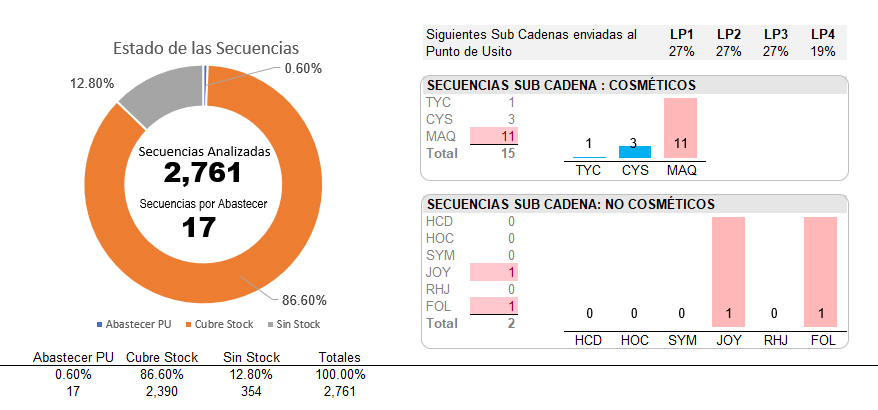 Estado de las Secuencias
0.60%
12.80%
Secuencias Analizadas
2,761
Secuencias por Abastecer
17
86.60%
Abastecer PU Cubre Stock Sin Stock
Abastecer PU Cubre Stock Sin Stock Totales
0.60% 86.60% 12.80% 100.00%
17 2,390 354 2,761
Siguientes Sub Cadenas enviadas al LP1 LP2 LP3 LP4
Punto de Usito 27% 27% 27% 19%
SECUENCIAS SUB CADENA : COSMÉTICOS
TYC 1
CYS 3
MAQ 11
Total 15
1 3 11
TYC CYS MAQ
SECUENCIAS SUB CADENA: NO COSMÉTICOS
HCD 0
HOC 0
SYM 0
JOY 1
RHJ 0
FOL 1
Total 2
0 0 0 1 0 1
HCD HOC SYM JOY RHJ FOL